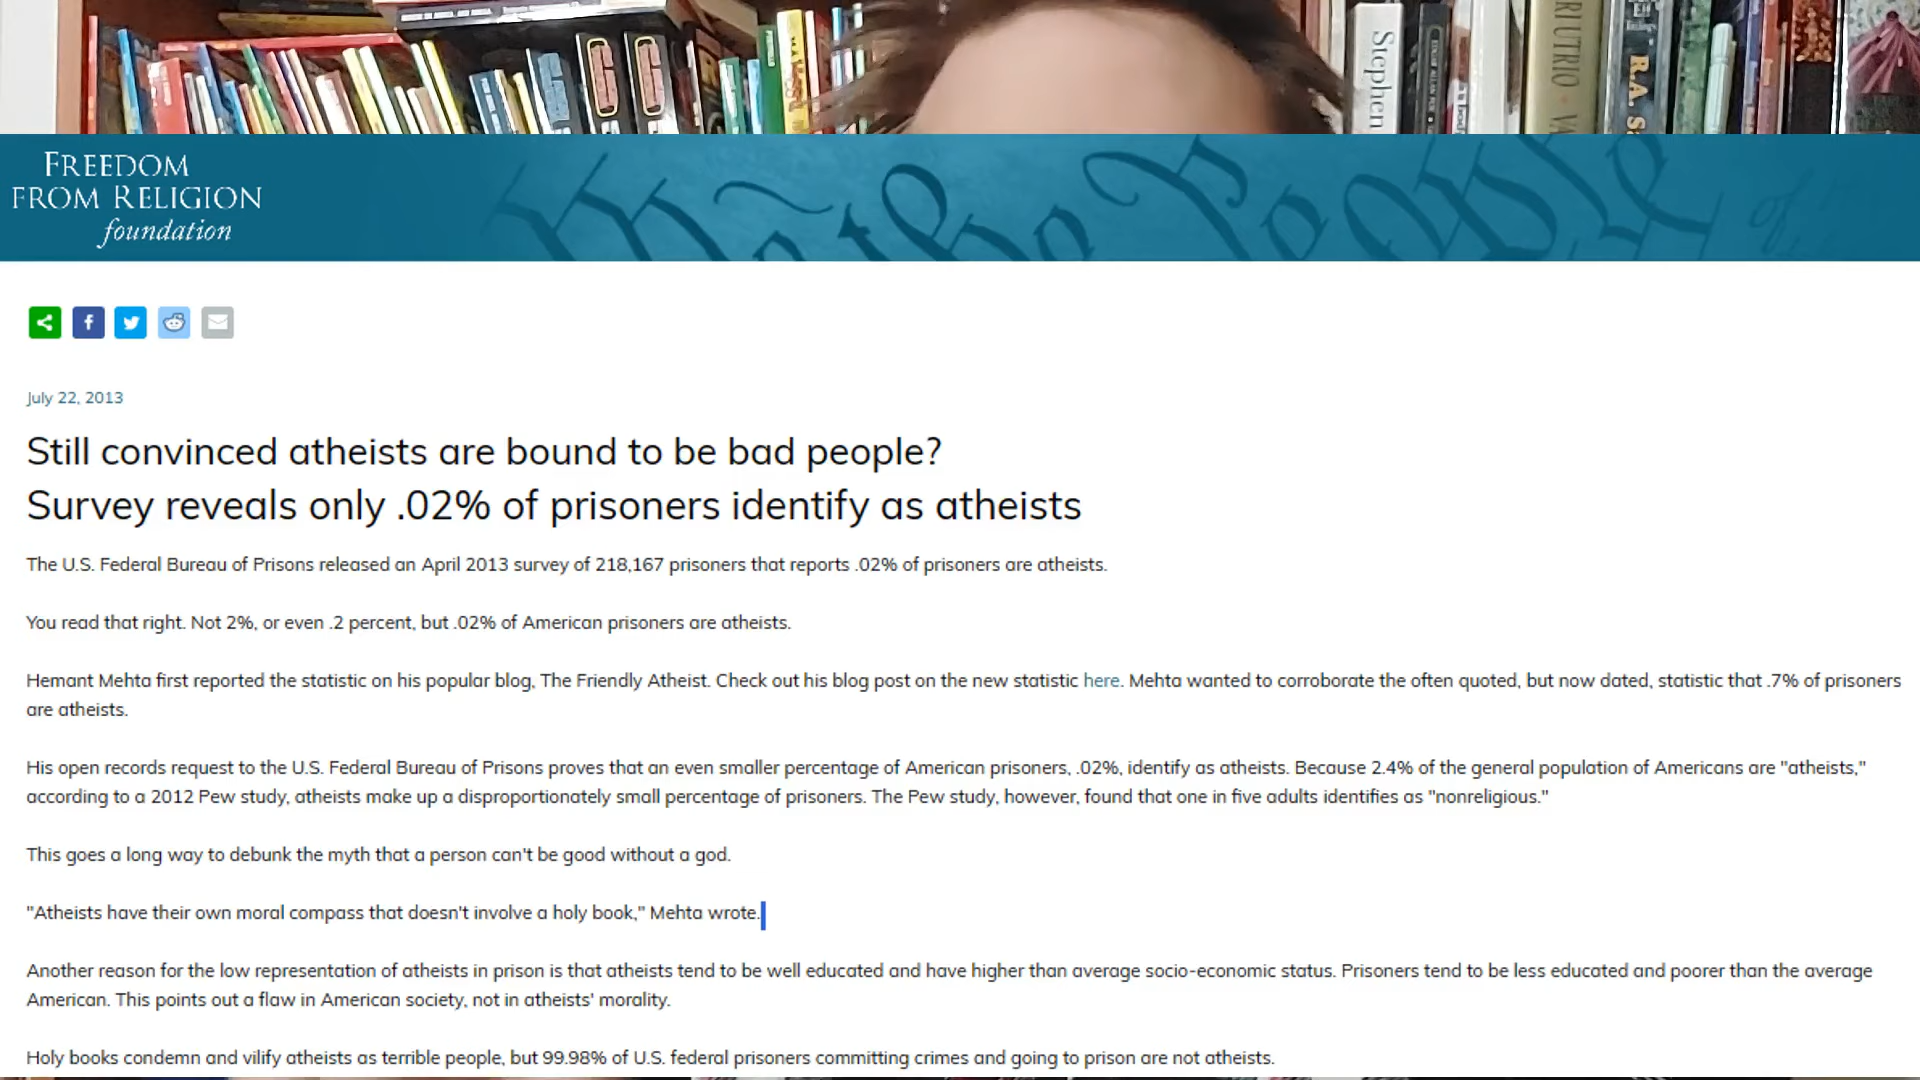 Stephen
RIUTRIO
R.A. S
FREEDOM
FROM RELIGION
foundation
We the People
of
July 22, 2013
Still convinced atheists are bound to be bad people?
Survey reveals only .02% of prisoners identify as atheists
The U.S. Federal Bureau of Prisons released an April 2013 survey of 218,167 prisoners that reports .02% of prisoners are atheists.
You read that right. Not 2%, or even .2 percent, but .02% of American prisoners are atheists.
Hemant Mehta first reported the statistic on his popular blog, The Friendly Atheist. Check out his blog post on the new statistic here. Mehta wanted to corroborate the often quoted, but now dated, statistic that .7% of prisoners
are atheists.
His open records request to the U.S. Federal Bureau of Prisons proves that an even smaller percentage of American prisoners, .02%, identify as atheists. Because 2.4% of the general population of Americans are "atheists,"
according to a 2012 Pew study, atheists make up a disproportionately small percentage of prisoners. The Pew study, however, found that one in five adults identifies as "nonreligious."
This goes a long way to debunk the myth that a person can't be good without a god.
"Atheists have their own moral compass that doesn't involve a holy book," Mehta wrote.
Another reason for the low representation of atheists in prison is that atheists tend to be well educated and have higher than average socio-economic status. Prisoners tend to be less educated and poorer than the average
American. This points out a flaw in American society, not in atheists' morality.
Holy books condemn and vilify atheists as terrible people, but 99.98% of U.S. federal prisoners committing crimes and going to prison are not atheists.